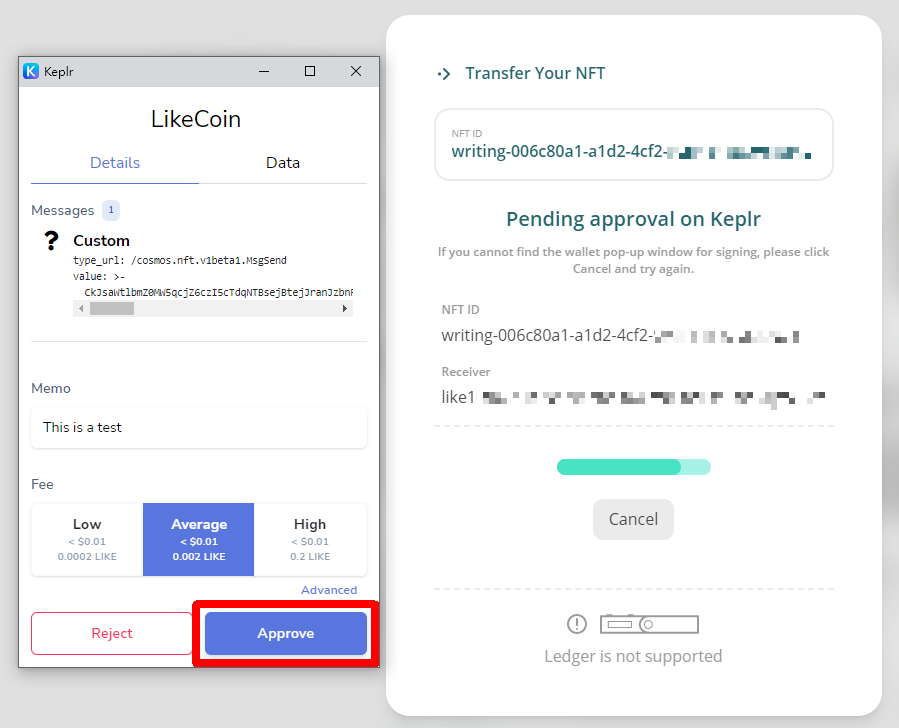 Keplr
LikeCoin
Details
Data
Messages 1
? Custom
type_url: /cosmos.nft.v1beta1.MsgSend
value: >-
Memo
This is a test
Fee
Low
< $0.01
0.0002 LIKE
Average
< $0.01
0.002 LIKE
High
< $0.01
0.2 LIKE
Advanced
Reject
Approve
Transfer Your NFT
NFT ID
writing-006c80a1-a1d2-4cf2-
Pending approval on Keplr
If you cannot find the wallet pop-up window for signing, please click
Cancel and try again.
NFT ID
writing-006c80a1-a1d2-4cf2-
Receiver
like1
Cancel
Ledger is not supported